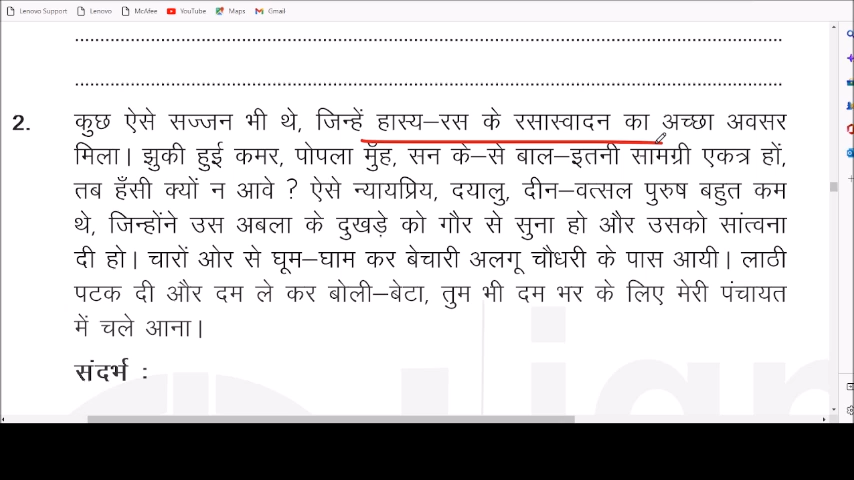 Lenovo Support Lenovo McAfee YouTube Maps Gmail
2. कुछ ऐसे सज्जन भी थे, जिन्हें हास्य–रस के रसास्वादन का अच्छा अवसर
मिला। झुकी हुई कमर, पोपला मुँह, सन के–से बाल–इतनी सामग्री एकत्र हों,
तब हँसी क्यों न आवे ? ऐसे न्यायप्रिय, दयालु, दीन–वत्सल पुरुष बहुत कम
थे, जिन्होंने उस अबला के दुखड़े को गौर से सुना हो और उसको सांत्वना
दी हो। चारों ओर से घूम–घाम कर बेचारी अलगू चौधरी के पास आयी। लाठी
पटक दी और दम ले कर बोली–बेटा, तुम भी दम भर के लिए मेरी पंचायत
में चले आना।
संदर्भ :